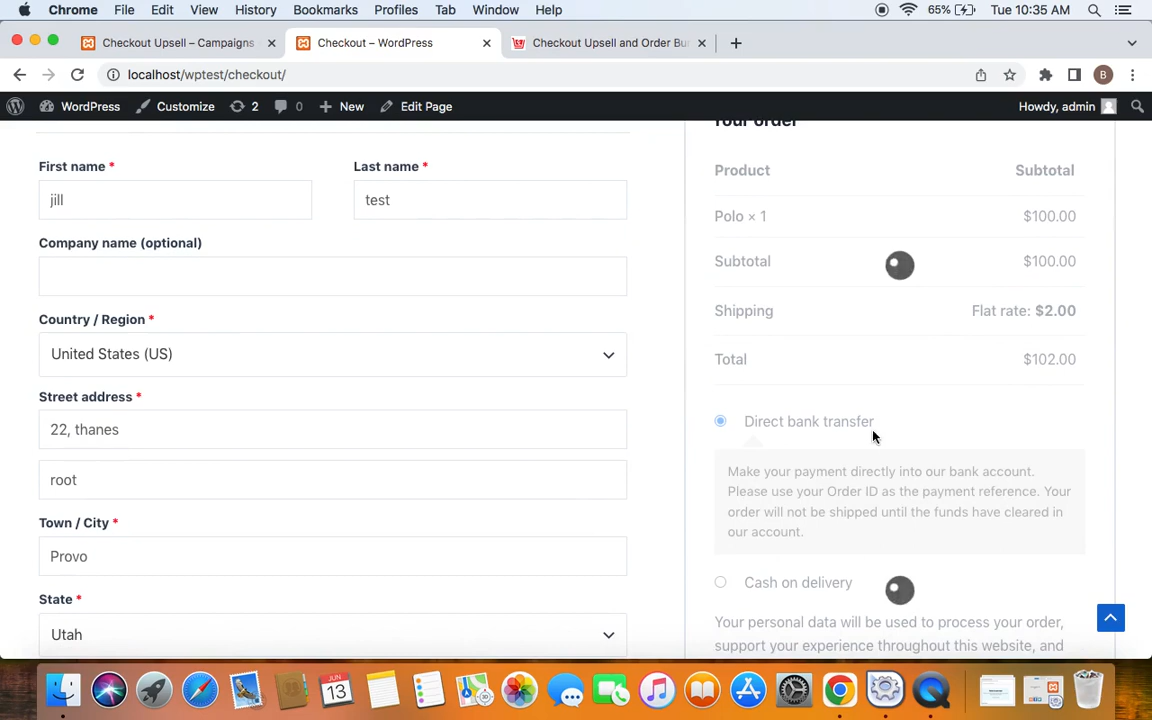 Chrome File Edit View History Bookmarks Profiles Tab Window Help 65% Tue 10:35 AM
Checkout Upsell – Campaigns
Checkout – WordPress
Checkout Upsell and Order Bu
localhost/wptest/checkout/
B
WordPress Customize 2 0 New Edit Page Howdy, admin
Your order
First name *
Last name *
jill
test
Company name (optional)
Country / Region *
United States (US)
Street address *
22, thanes
root
Town / City *
Provo
State *
Utah
Product Subtotal
Polo × 1 $100.00
Subtotal $100.00
Shipping Flat rate: $2.00
Total $102.00
Direct bank transfer
Make your payment directly into our bank account.
Please use your Order ID as the payment reference. Your
order will not be shipped until the funds have cleared in
our account.
Cash on delivery
Your personal data will be used to process your order,
support your experience throughout this website, and
JUN
13